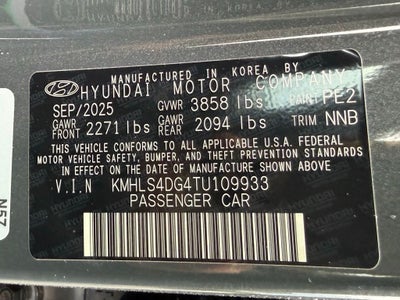 MANUFACTURED IN KOREA BY
HYUNDAI MOTOR COMPANY
SEP/2025 GVWR 3858 lbs PAINT PE2
GAWR FRONT 2271 lbs GAWR REAR 2094 lbs TRIM NNB
THIS VEHICLE CONFORMS TO ALL APPLICABLE U.S.A. FEDERAL
MOTOR VEHICLE SAFETY, BUMPER, AND THEFT PREVENTION
STANDARDS IN EFFECT ON THE DATE OF MANUFACTURE SHOWN ABOVE
V.I.N KMHLS4DG4TU109933
PASSENGER CAR
N57